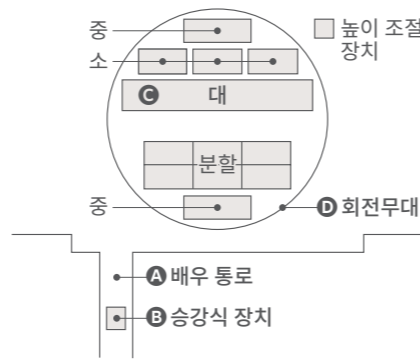 중
높이 조절
장치
소
C 대
분할
중
D 회전무대
A 배우 통로
B 승강식 장치